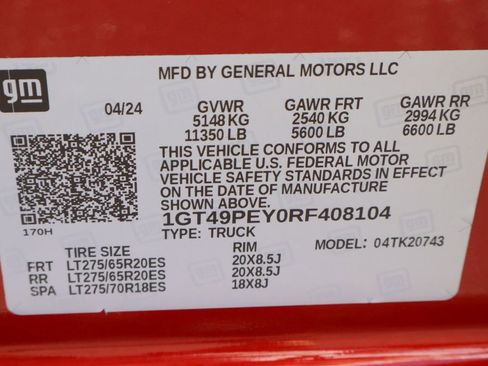 gm
MFD BY GENERAL MOTORS LLC
04/24 GVWR GAWR FRT GAWR RR
5148 KG 2540 KG 2994 KG
11350 LB 5600 LB 6600 LB
THIS VEHICLE CONFORMS TO ALL
APPLICABLE U.S. FEDERAL MOTOR
VEHICLE SAFETY STANDARDS IN EFFECT
ON THE DATE OF MANUFACTURE
SHOWN ABOVE.
170H 1GT49PEY0RF408104
TYPE: TRUCK MODEL: 04TK20743
TIRE SIZE RIM
FRT LT275/65R20ES 20X8.5J
RR LT275/65R20ES 20X8.5J
SPA LT275/70R18ES 18X8J